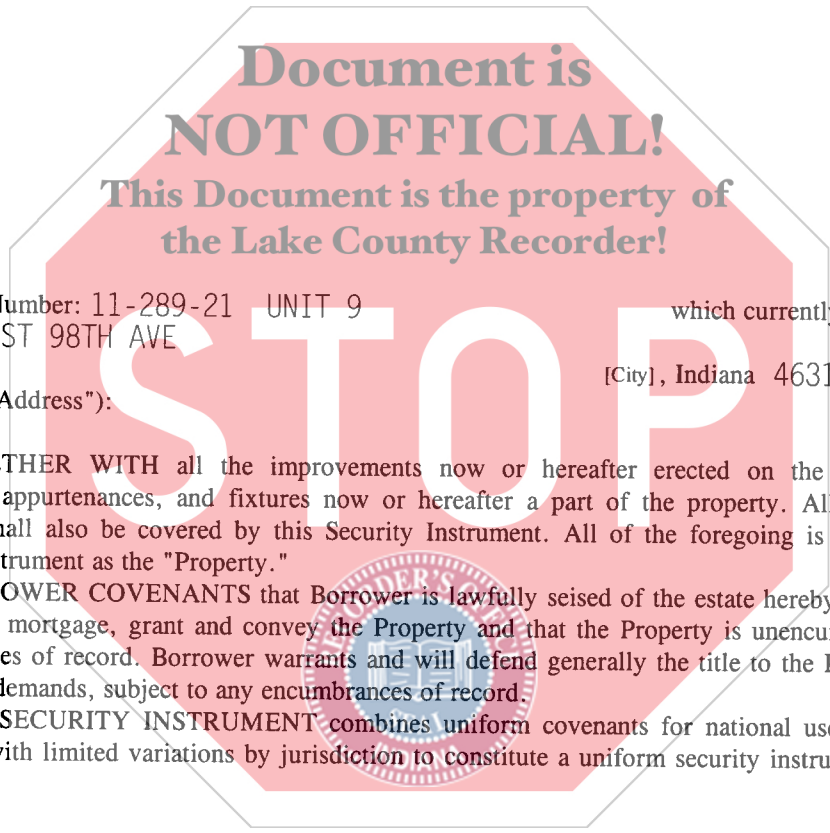 Document is
NOT OFFICIAL!
This Document is the property of
the Lake County Recorder!
Number: 11-289-21 UNIT 9 which currently
ST 98TH AVE
[City], Indiana 4631
Address"):
STOP
THER WITH all the improvements now or hereafter erected on the
appurtenances, and fixtures now or hereafter a part of the property. All
hall also be covered by this Security Instrument. All of the foregoing is
trument as the "Property."
OWER COVENANTS that Borrower is lawfully seised of the estate hereby
mortgage, grant and convey the Property and that the Property is unencu
es of record. Borrower warrants and will defend generally the title to the
demands, subject to any encumbrances of record.
SECURITY INSTRUMENT combines uniform covenants for national use
with limited variations by jurisdiction to constitute a uniform security instru
INDIANA